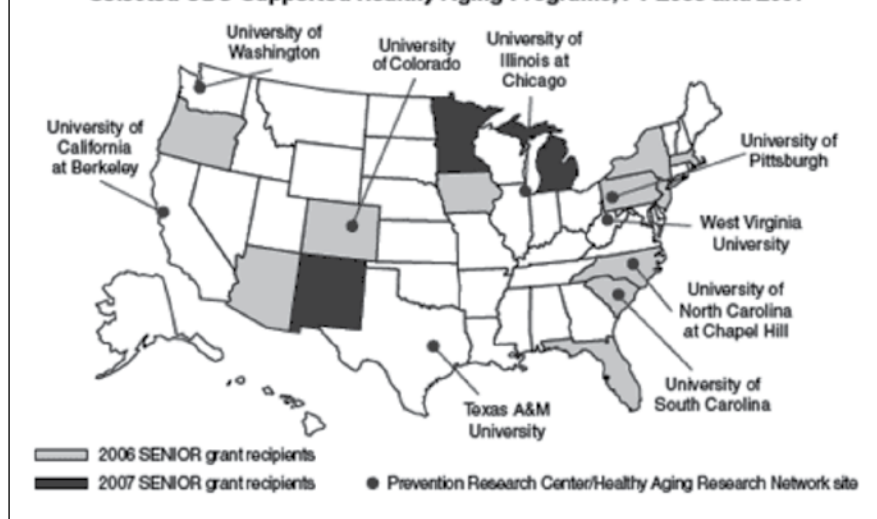 University of
Washington
University
of Colorado
University of
Illinois at
Chicago
University of
California
at Berkeley
University of
Pittsburgh
West Virginia
University
University of
North Carolina
at Chapel Hill
University of
South Carolina
Texas A&M
University
2006 SENIOR grant recipients
2007 SENIOR grant recipients
Prevention Research Center/Healthy Aging Research Network site